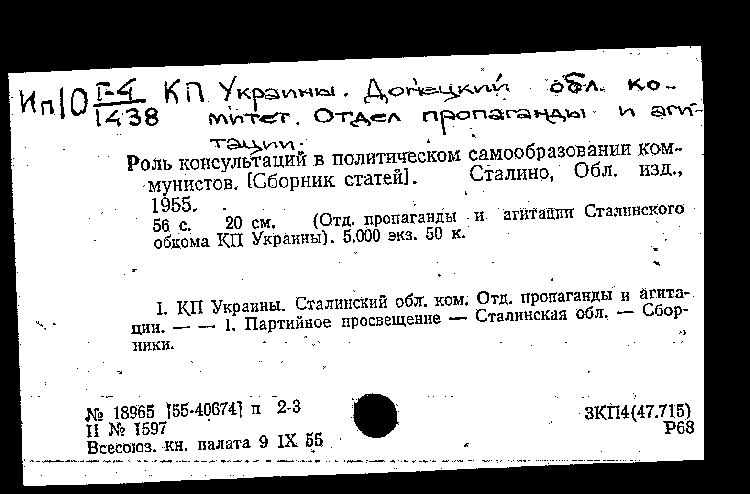 Ип10 Г-4 КП Украины. Донецкий обл. ко-
1438 митет. Отдел пропаганды и аги-
тации.
Роль консультаций в политическом самообразовании ком-
мунистов. [Сборник статей]. Сталино, Обл. изд.,
1955.
56 с. 20 см. (Отд. пропаганды и агитации Сталинского
обкома КП Украины). 5.000 экз. 50 к.
I. КП Украины. Сталинский обл. ком. Отд. пропаганды и агита-
ции. — — 1. Партийное просвещение — Сталинская обл. — Сбор-
ники.
№ 18965 [55-40674] п 2-3
П № 1597
Всесоюз. кн. палата 9 IX 55
3КП4(47.715)
Р68